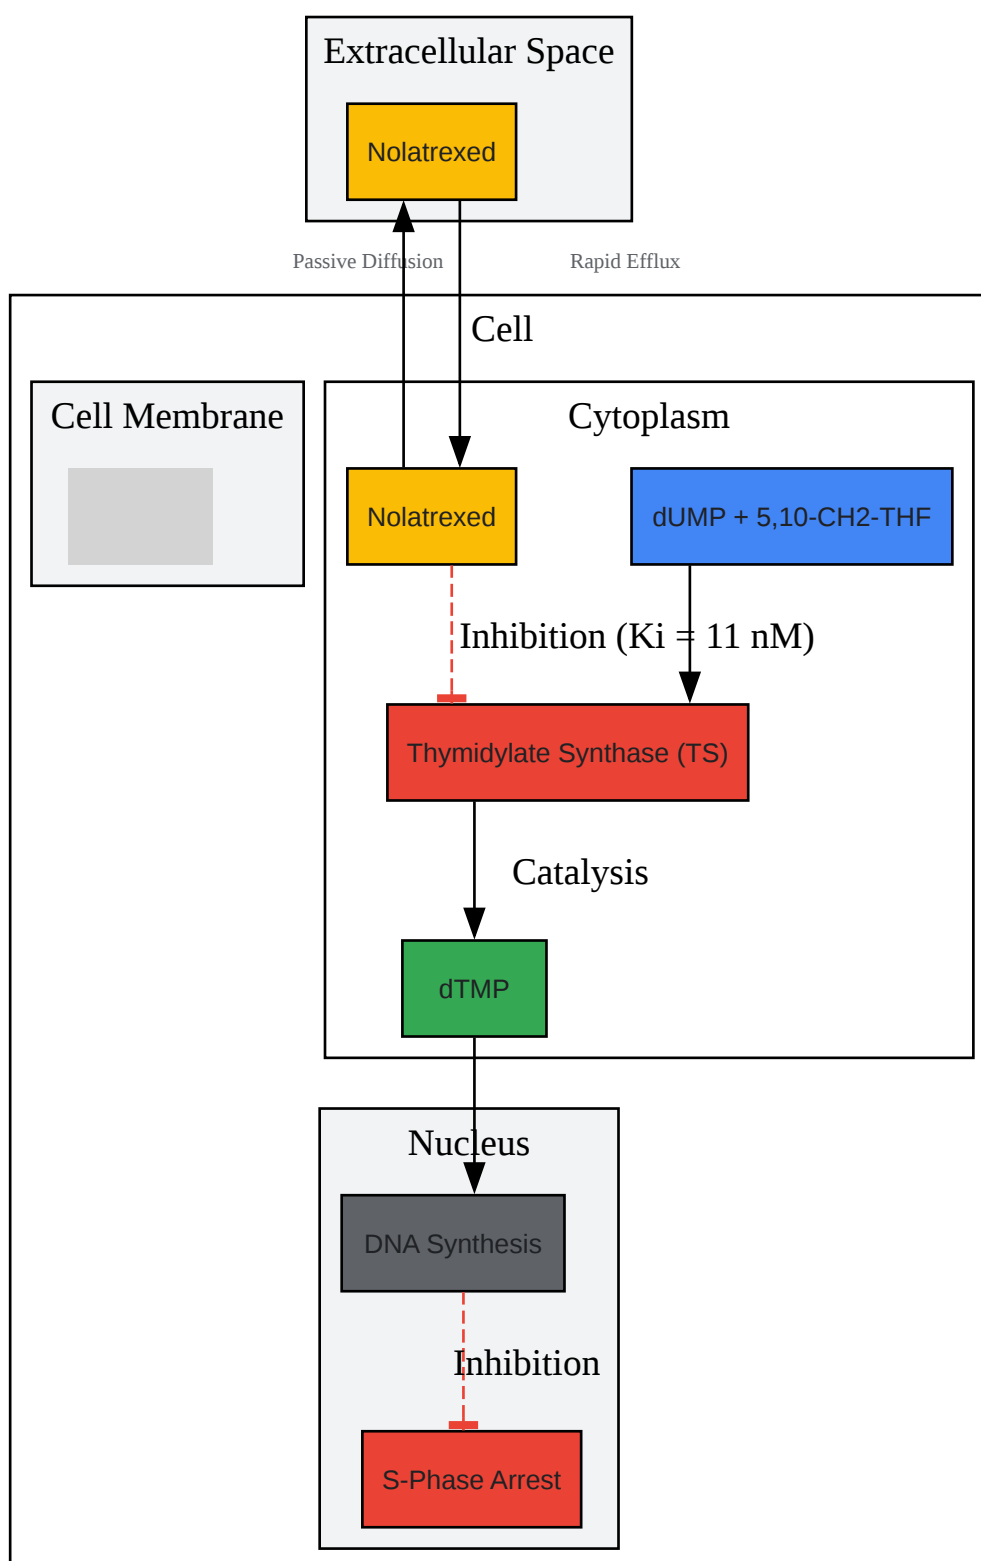 Extracellular Space
Nolatrexed
Passive Diffusion
Rapid Efflux
Cell
Cell Membrane
Cytoplasm
Nolatrexed
dUMP + 5,10-CH2-THF
Inhibition (Ki = 11 nM)
Thymidylate Synthase (TS)
Catalysis
dTMP
Nucleus
DNA Synthesis
Inhibition
S-Phase Arrest